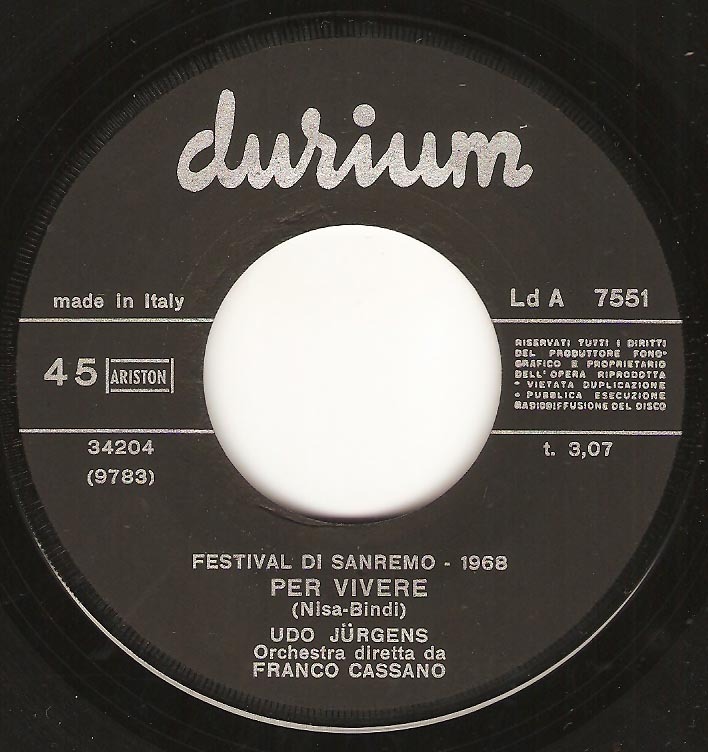 durium
made in Italy
Ld A 7551
45 ARISTON
RISERVATI TUTTI I DIRITTI
DEL PRODUTTORE FONO-
GRAFICO E PROPRIETARIO
DELL'OPERA RIPRODOTTA
• VIETATA DUPLICAZIONE
• PUBBLICA ESECUZIONE
RADIODIFFUSIONE DEL DISCO
34204
(9783)
t. 3,07
FESTIVAL DI SANREMO - 1968
PER VIVERE
(Nisa-Bindi)
UDO JÜRGENS
Orchestra diretta da
FRANCO CASSANO